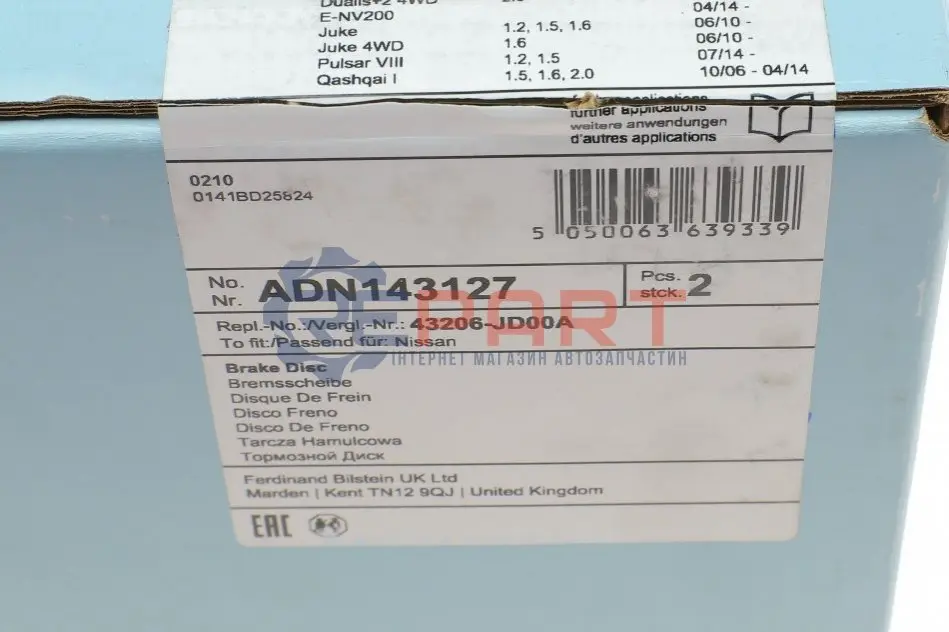 Dualis+2 4WD
04/14 -
E-NV200
06/10 -
Juke 1.2, 1.5, 1.6
06/10 -
Juke 4WD 1.6
07/14 -
Pulsar VIII 1.2, 1.5
10/06 - 04/14
Qashqai I 1.5, 1.6, 2.0
further applications
weitere anwendungen
d'autres applications
0210
0141BD25824
5 050063 639339
No.
Nr. ADN143127
Pcs.
stck. 2
Repl.-No.:/Vergl.-Nr.: 43206-JD00A
To fit:/Passend für: Nissan
REPART
ІНТЕРНЕТ МАГАЗИН АВТОЗАПЧАСТИН
Brake Disc
Bremsscheibe
Disque De Frein
Disco Freno
Disco De Freno
Tarcza Hamulcowa
Тормозной Диск
Ferdinand Bilstein UK Ltd
Marden | Kent TN12 9QJ | United Kingdom
EAC